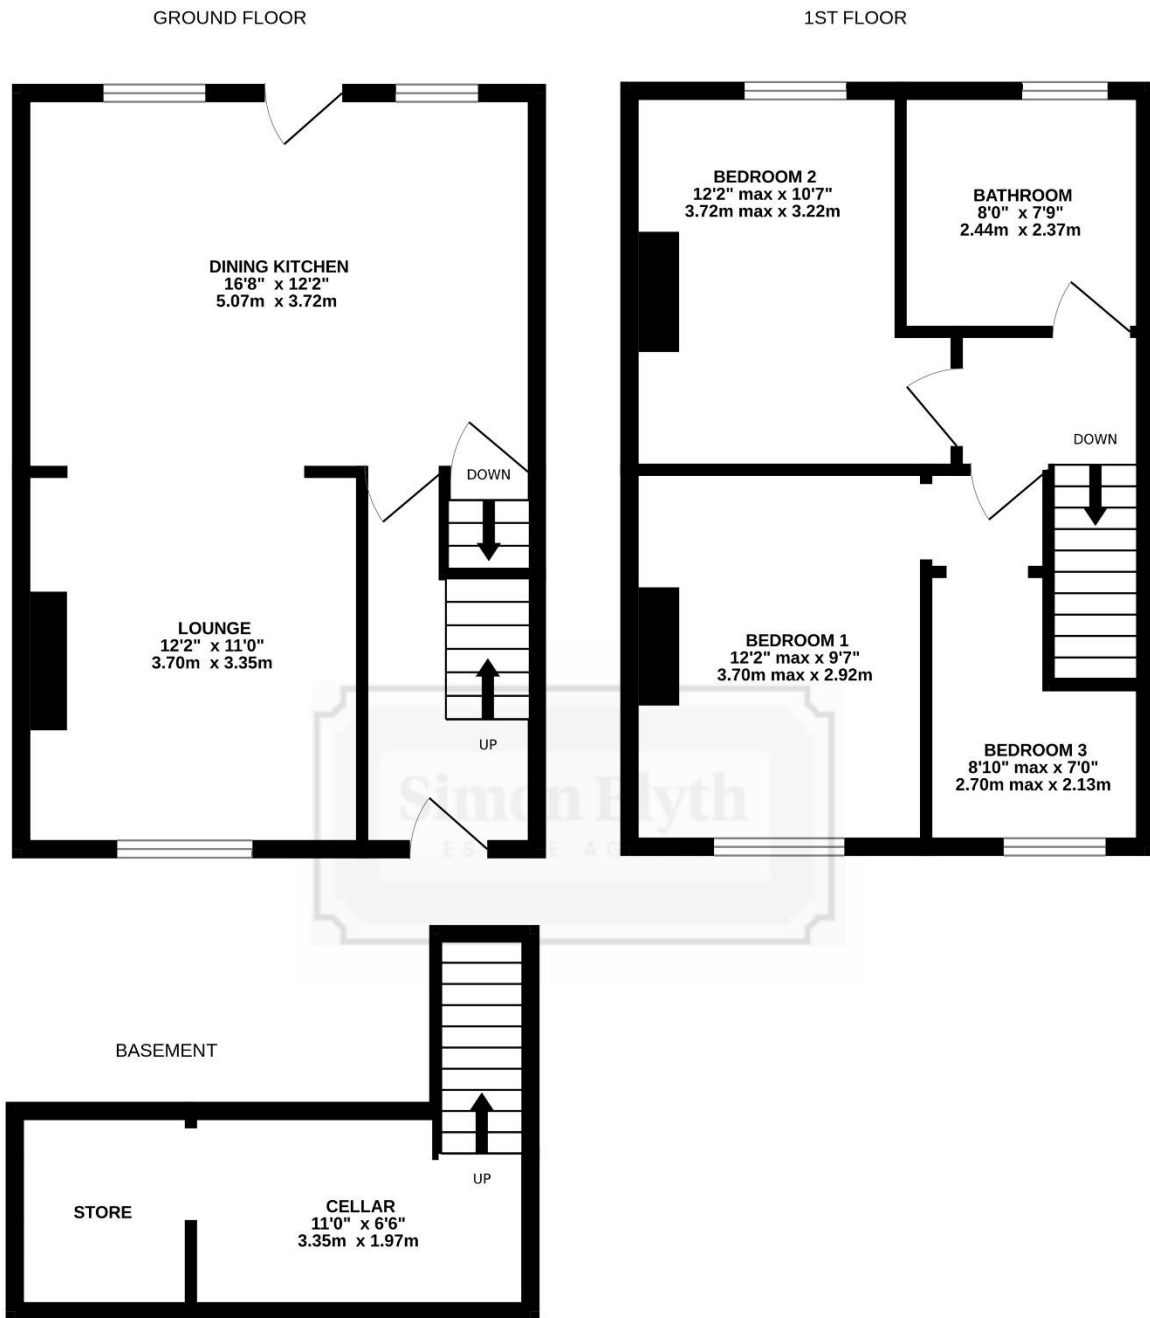 GROUND FLOOR
1ST FLOOR
DINING KITCHEN
16'8" x 12'2"
5.07m x 3.72m
DOWN
LOUNGE
12'2" x 11'0"
3.70m x 3.35m
UP
BEDROOM 2
12'2" max x 10'7"
3.72m max x 3.22m
BATHROOM
8'0" x 7'9"
2.44m x 2.37m
DOWN
BEDROOM 1
12'2" max x 9'7"
3.70m max x 2.92m
BEDROOM 3
8'10" max x 7'0"
2.70m max x 2.13m
Simon Blyth
BASEMENT
STORE
CELLAR
11'0" x 6'6"
3.35m x 1.97m
UP